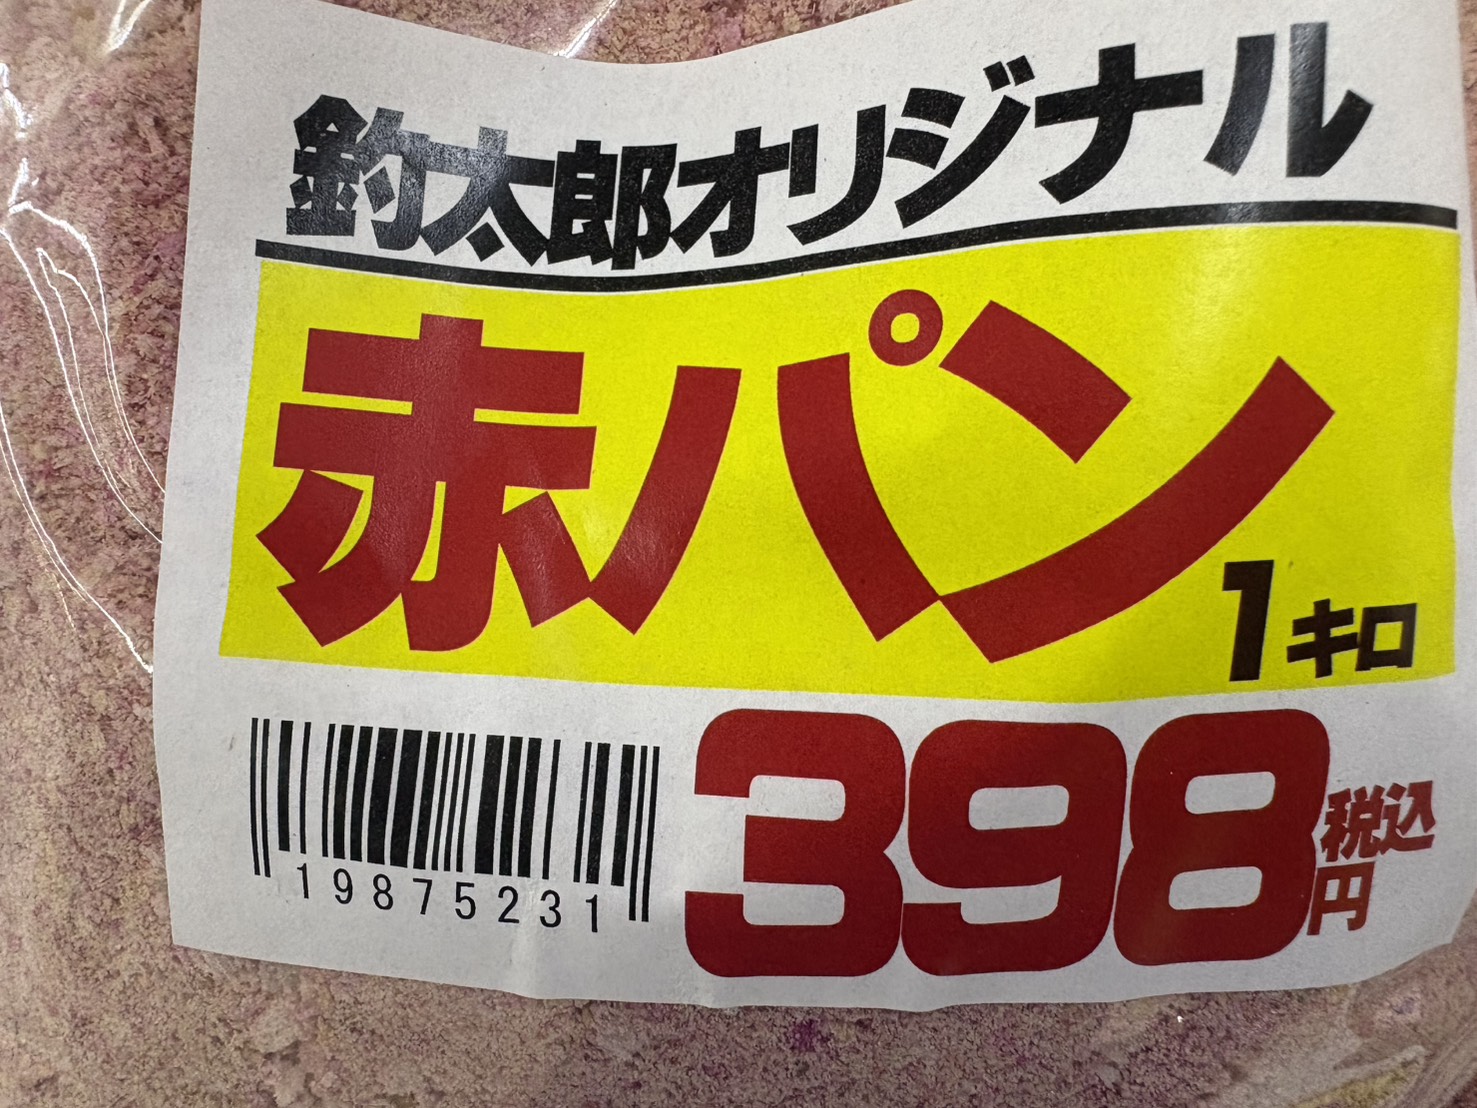 釣太郎オリジナル
赤パン
1キロ
398
税込
円
19875231